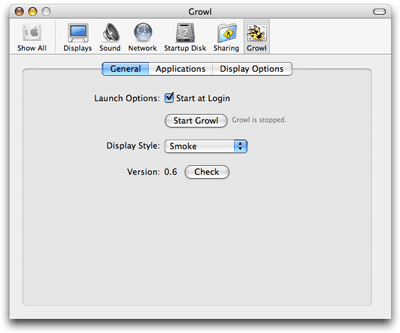 Growl
Show All Displays Sound Network Startup Disk Sharing Growl
General Applications Display Options
Launch Options: Start at Login
Start Growl Growl is stopped.
Display Style: Smoke
Version: 0.6 Check